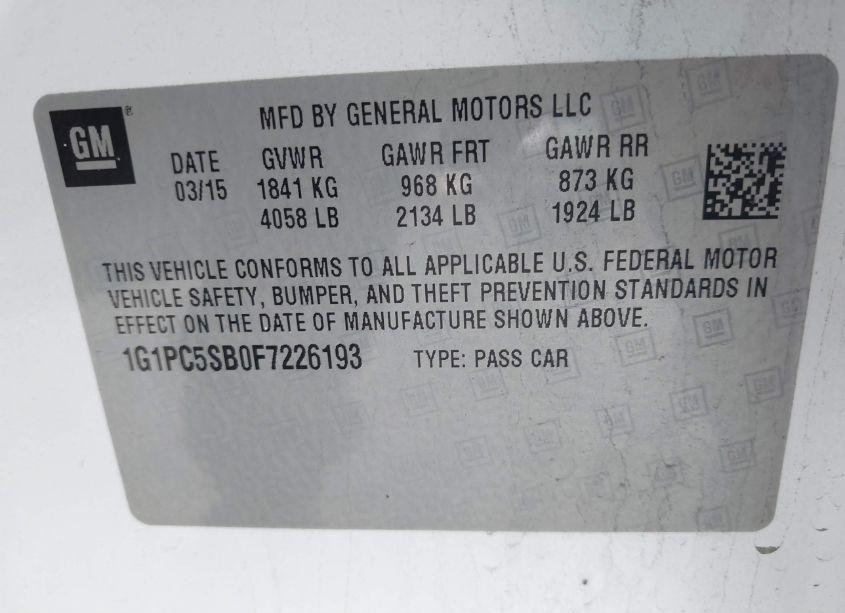 GM®
MFD BY GENERAL MOTORS LLC
DATE GVWR GAWR FRT GAWR RR
03/15 1841 KG 968 KG 873 KG
4058 LB 2134 LB 1924 LB
THIS VEHICLE CONFORMS TO ALL APPLICABLE U.S. FEDERAL MOTOR
VEHICLE SAFETY, BUMPER, AND THEFT PREVENTION STANDARDS IN
EFFECT ON THE DATE OF MANUFACTURE SHOWN ABOVE.
1G1PC5SB0F7226193 TYPE: PASS CAR